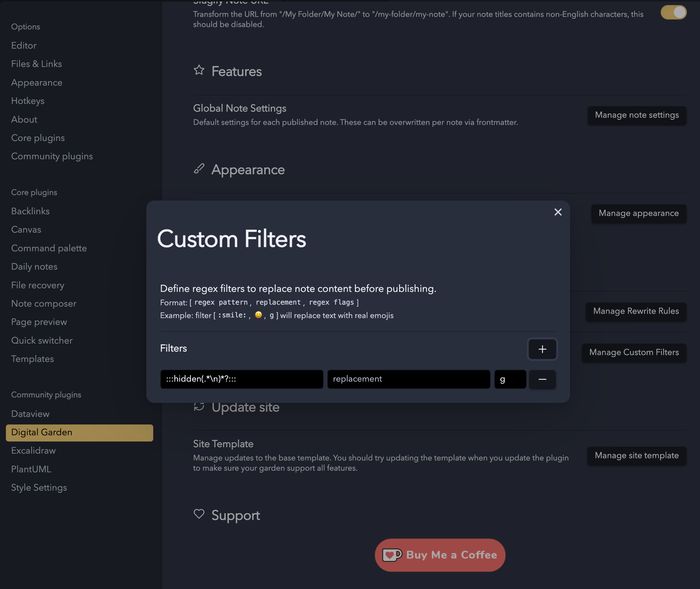 Options
Editor
Files & Links
Appearance
Hotkeys
About
Core plugins
Community plugins
Core plugins
Backlinks
Canvas
Command palette
Daily notes
File recovery
Note composer
Page preview
Quick switcher
Templates
Community plugins
Dataview
Digital Garden
Excalidraw
PlantUML
Style Settings
Slugify Note URL
Transform the URL from "/My Folder/My Note/" to "/my-folder/my-note". If your note titles contains non-English characters, this
should be disabled.
Features
Global Note Settings
Default settings for each published note. These can be overwritten per note via frontmatter.
Manage note settings
Appearance
Manage appearance
Manage Rewrite Rules
Manage Custom Filters
Custom Filters
Define regex filters to replace note content before publishing.
Format: [ regex pattern, replacement, regex flags ]
Example: filter [ :smile:, 😀, g ] will replace text with real emojis
Filters
:::hidden(.*\n)*?:::
replacement
g
Update site
Site Template
Manage updates to the base template. You should try updating the template when you update the plugin
to make sure your garden support all features.
Manage site template
Support
Buy Me a Coffee